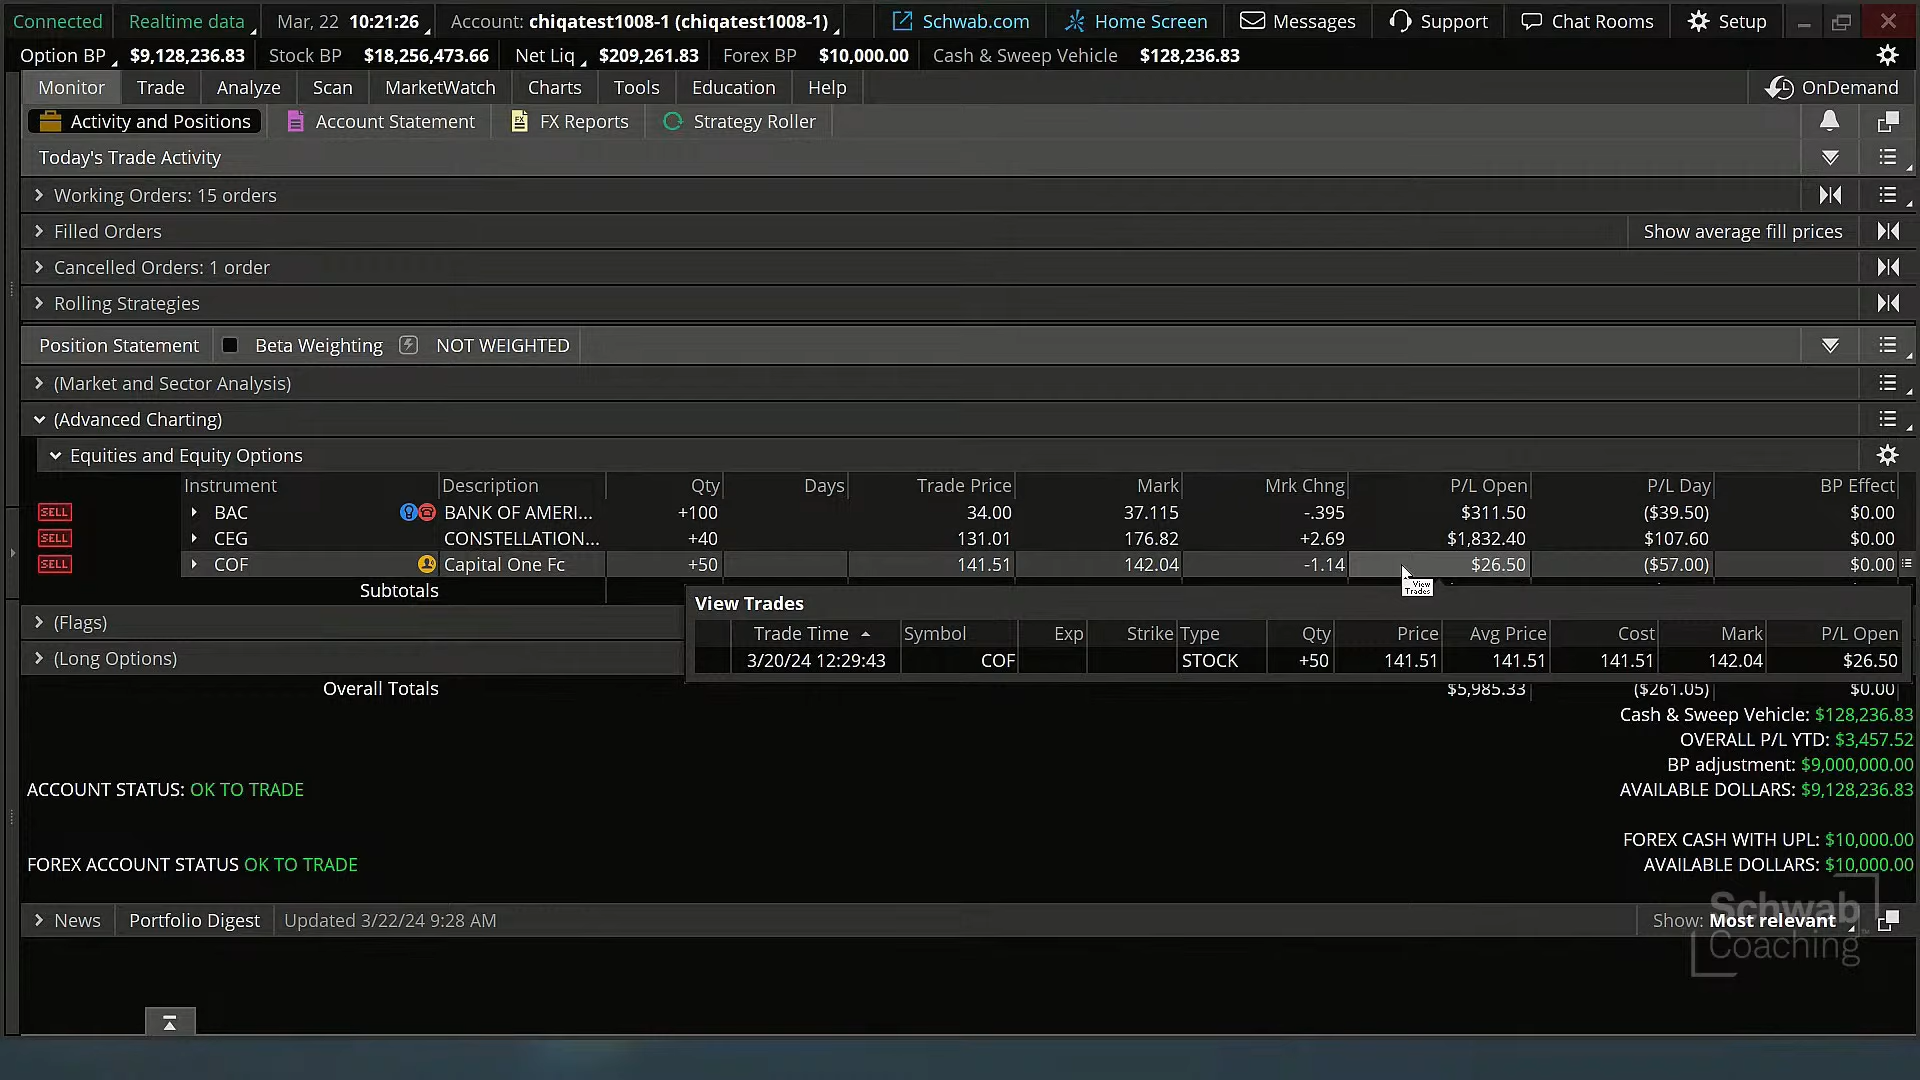 Connected Realtime data Mar, 22 10:21:26 Account: chiqatest1008-1 (chiqatest1008-1) Schwab.com Home Screen Messages Support Chat Rooms Setup
Option BP $9,128,236.83 Stock BP $18,256,473.66 Net Liq $209,261.83 Forex BP $10,000.00 Cash & Sweep Vehicle $128,236.83
Monitor Trade Analyze Scan MarketWatch Charts Tools Education Help OnDemand
Activity and Positions Account Statement FX FX Reports Strategy Roller
Today's Trade Activity
Working Orders: 15 orders
Filled Orders Show average fill prices
Cancelled Orders: 1 order
Rolling Strategies
Position Statement Beta Weighting NOT WEIGHTED
(Market and Sector Analysis)
(Advanced Charting)
Equities and Equity Options
Instrument Description Qty Days Trade Price Mark Mrk Chng P/L Open P/L Day BP Effect
SELL BAC BANK OF AMERI... +100 34.00 37.115 -.395 $311.50 ($39.50) $0.00
SELL CEG CONSTELLATION... +40 131.01 176.82 +2.69 $1,832.40 $107.60 $0.00
SELL COF Capital One Fc +50 141.51 142.04 -1.14 $26.50 ($57.00) $0.00
View Trades
Subtotals
View Trades
(Flags)
Trade Time Symbol Exp Strike Type Qty Price Avg Price Cost Mark P/L Open
3/20/24 12:29:43 COF STOCK +50 141.51 141.51 141.51 142.04 $26.50
(Long Options)
Overall Totals $5,985.33 ($261.05) $0.00
Cash & Sweep Vehicle: $128,236.83
OVERALL P/L YTD: $3,457.52
BP adjustment: $9,000,000.00
ACCOUNT STATUS: OK TO TRADE AVAILABLE DOLLARS: $9,128,236.83
FOREX CASH WITH UPL: $10,000.00
FOREX ACCOUNT STATUS OK TO TRADE AVAILABLE DOLLARS: $10,000.00
News Portfolio Digest Updated 3/22/24 9:28 AM Show: Most relevant
Schwab
Coaching™